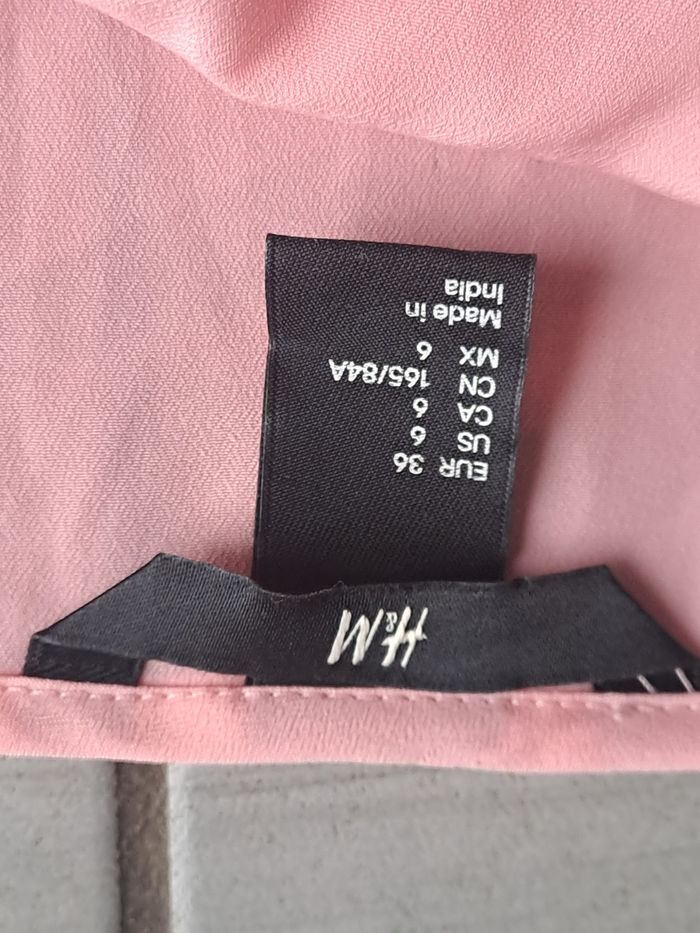 H&M
EUR 36
US 6
CA 6
CN 165/84A
MX 6
Made in
India